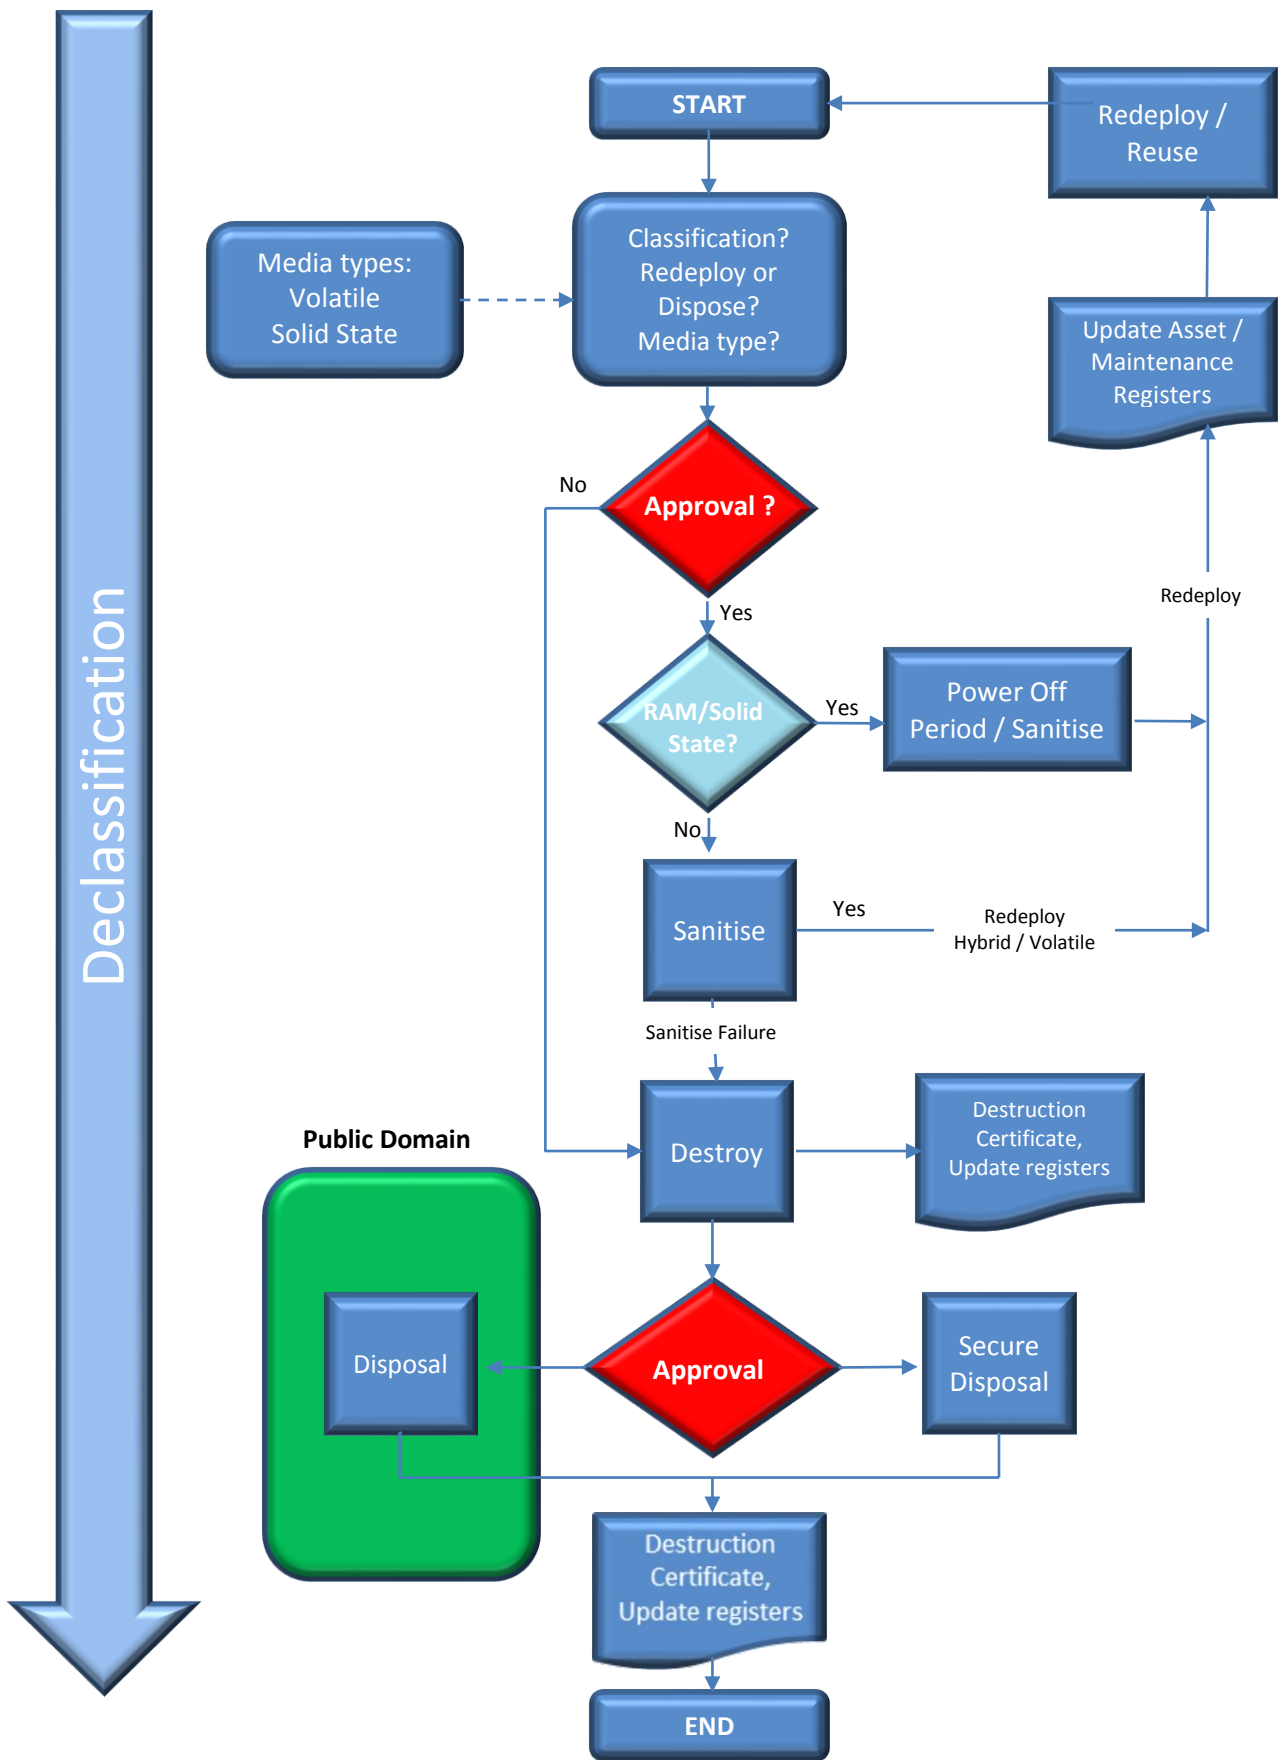 START
Redeploy /
Reuse
Classification?
Redeploy or
Dispose?
Media type?
Media types:
Volatile
Solid State
Update Asset /
Maintenance
Registers
No
Approval ?
Yes
Redeploy
RAM/Solid
State?
Yes
Power Off
Period / Sanitise
No
Sanitise
Yes
Redeploy
Hybrid / Volatile
Declassification
Sanitise Failure
Destroy
Destruction
Certificate,
Update registers
Public Domain
Disposal
Approval
Secure
Disposal
Destruction
Certificate,
Update registers
END